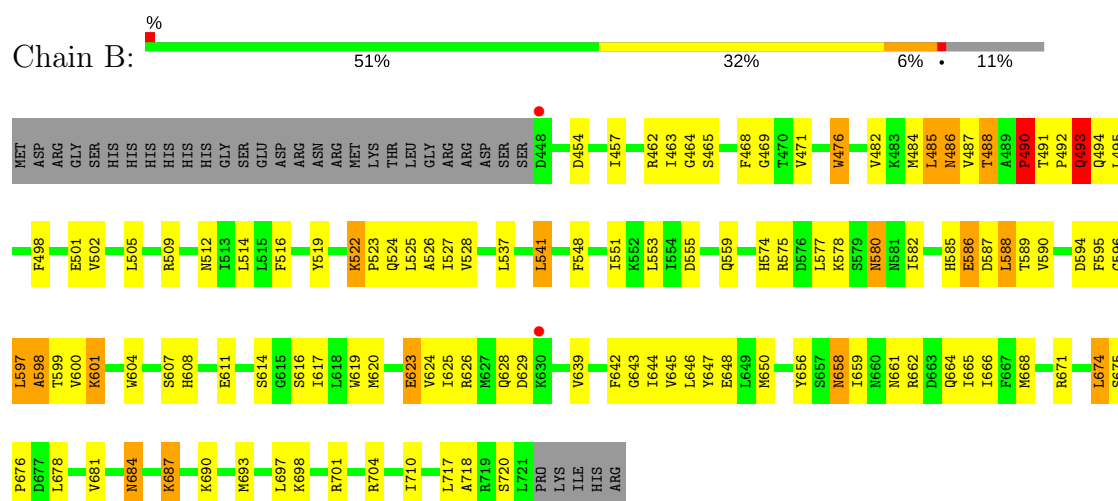 %
Chain B:
51% 32% 6% • 11%
MET ASP ARG GLY SER HIS HIS HIS HIS HIS HIS GLY SER GLU ASP ARG ASN ARG MET LYS THR LEU GLY ARG ARG ASP SER SER D448 D454 I457 R462 I463 G464 S465 F468 G469 T470 V471 W476 V482 K483 M484 L485 N486 V487 T488 A489 P490 T491 P492 Q493 Q494 L495
F498 E501 V502 L505 R509 N512 I513 L514 L515 F516 Y519 K522 P523 Q524 L525 A526 I527 V528 L537 L541 F548 I551 K552 L553 I554 D555 Q559 H574 R575 D576 L577 K578 S579 N580 N581 I582 H585 E586 D587 L588 T589 V590 D594 F595 G596
L597 A598 T599 V600 K601 W604 S607 H608 E611 S614 G615 S616 I617 L618 W619 M620 E623 V624 I625 R626 M627 Q628 D629 K630 V639 F642 G643 I644 V645 L646 Y647 E648 L649 M650 Y656 S657 N658 I659 N660 N661 R662 D663 Q664 I665 I666 F667 M668 R671 L674 S675
P676 D677 L678 V681 N684 K687 K690 M693 L697 K698 R701 R704 I710 L717 A718 R719 S720 L721 PRO LYS ILE HIS ARG